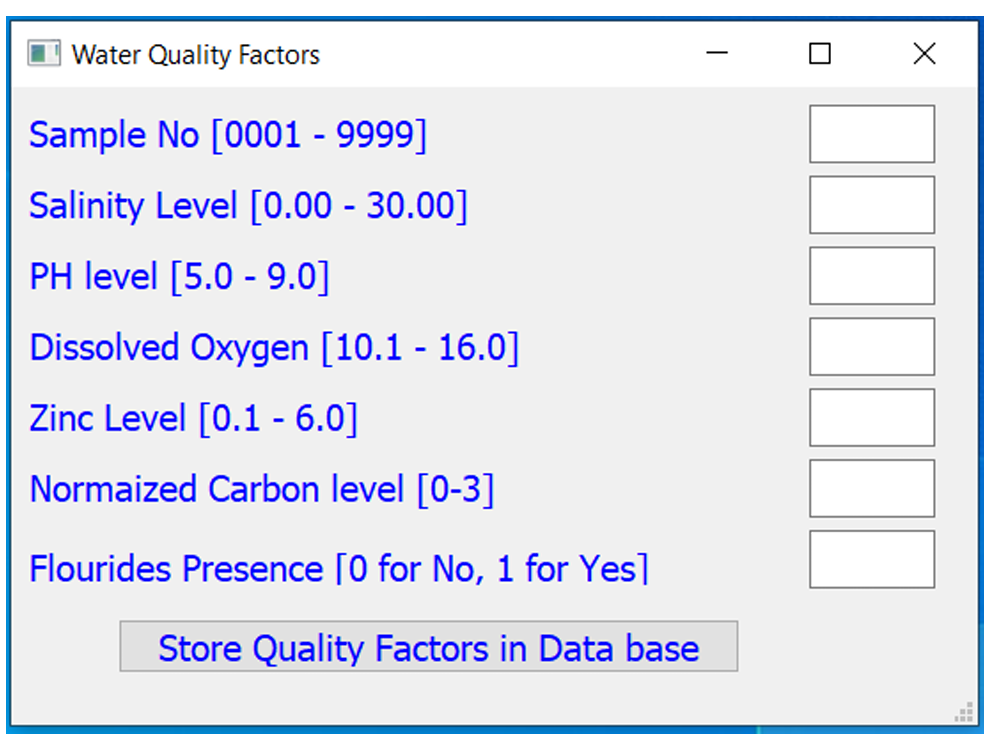 Water Quality Factors
Sample No [0001 - 9999]
Salinity Level [0.00 - 30.00]
PH level [5.0 - 9.0]
Dissolved Oxygen [10.1 - 16.0]
Zinc Level [0.1 - 6.0]
Normaized Carbon level [0-3]
Flourides Presence [0 for No, 1 for Yes]
Store Quality Factors in Data base